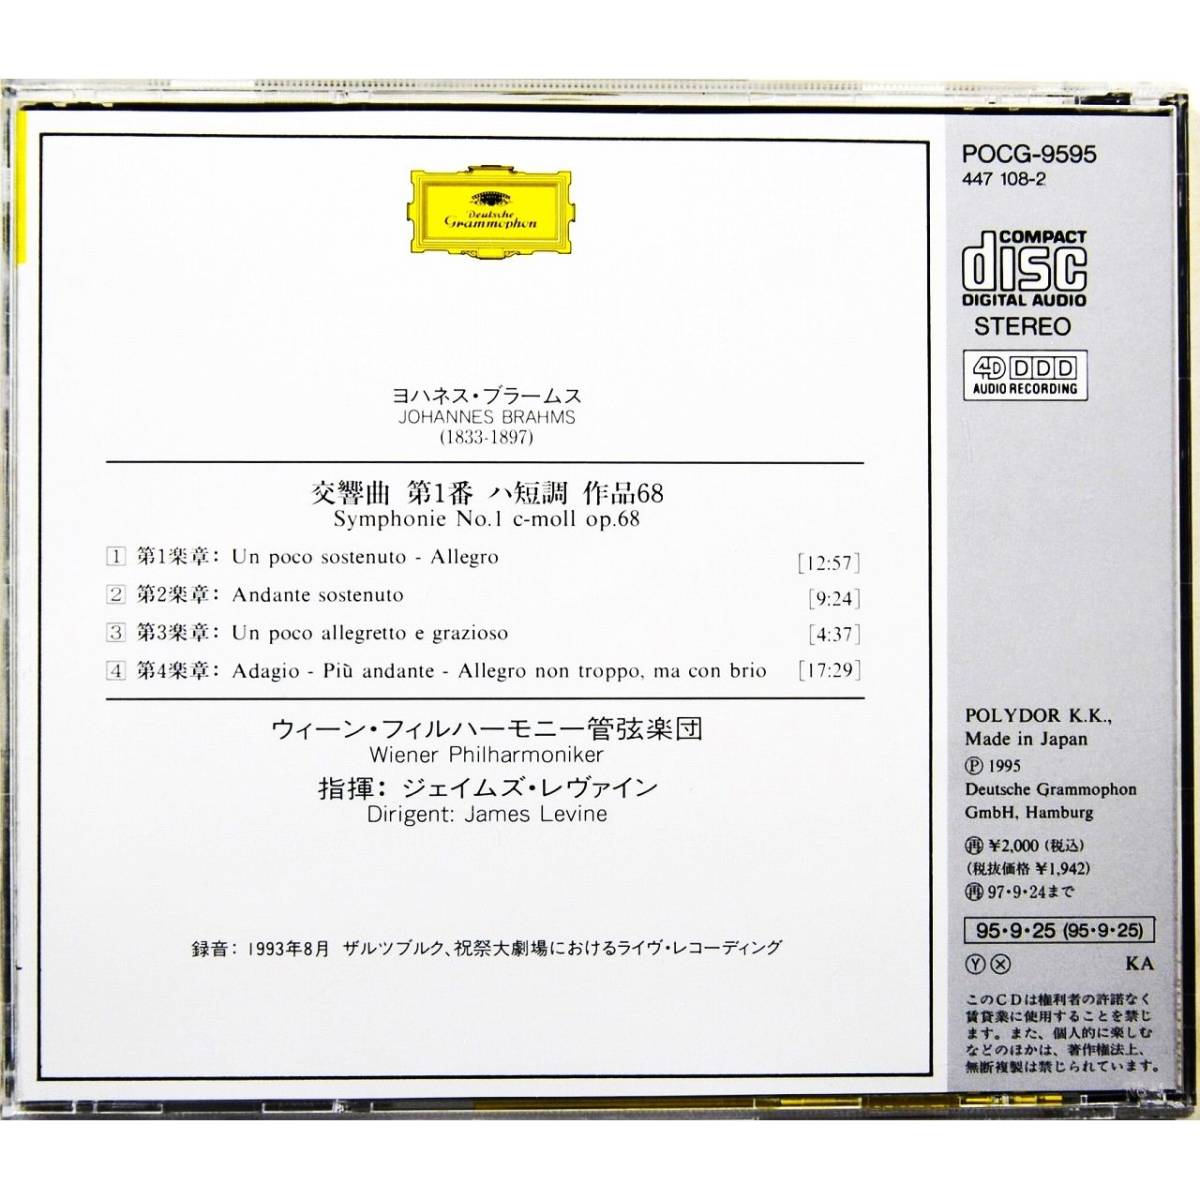 Deutsche
Grammophon
ヨハネス・ブラームス
JOHANNES BRAHMS
(1833-1897)
交響曲 第1番 ハ短調 作品68
Symphonie No.1 c-moll op.68
1 第1楽章: Un poco sostenuto - Allegro [12:57]
2 第2楽章: Andante sostenuto [9:24]
3 第3楽章: Un poco allegretto e grazioso [4:37]
4 第4楽章: Adagio - Più andante - Allegro non troppo, ma con brio [17:29]
ウィーン・フィルハーモニー管弦楽団
Wiener Philharmoniker
指揮: ジェイムズ・レヴァイン
Dirigent: James Levine
録音: 1993年8月 ザルツブルク、祝祭大劇場におけるライヴ・レコーディング
POCG-9595
447 108-2
COMPACT
disc
DIGITAL AUDIO
STEREO
4D DDD
AUDIO RECORDING
POLYDOR K.K.,
Made in Japan
Ⓟ 1995
Deutsche Grammophon
GmbH, Hamburg
再 ¥2,000 (税込)
(税抜価格 ¥1,942)
再 97・9・24まで
95・9・25 (95・9・25)
Ⓨ ⓧ KA
このCDは権利者の許諾なく
賃貸業に使用することを禁じ
ます。また、個人的に楽しむ
などのほかは、著作権法上、
無断複製は禁じられています。